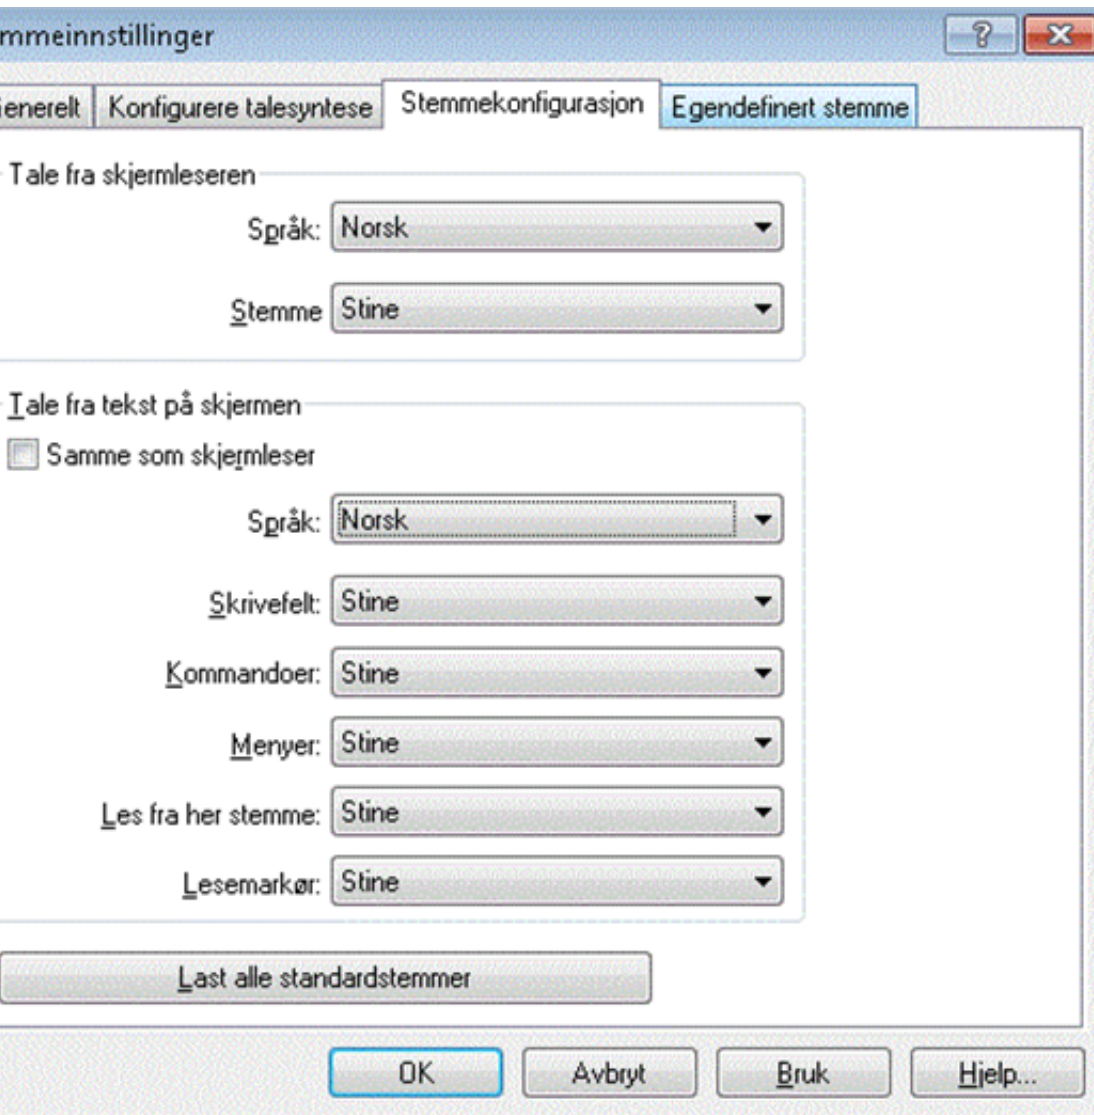 mmeinnstillinger
enerelt Konfigurere talesyntese Stemmekonfigurasjon Egendefinert stemme
Tale fra skjermleseren
Språk: Norsk
Stemme Stine
Tale fra tekst på skjermen
Samme som skjermleser
Språk: Norsk
Skrivefelt: Stine
Kommandoer: Stine
Menyer: Stine
Les fra her stemme: Stine
Lesemarkør: Stine
Last alle standardstemmer
OK Avbryt Bruk Hjelp...